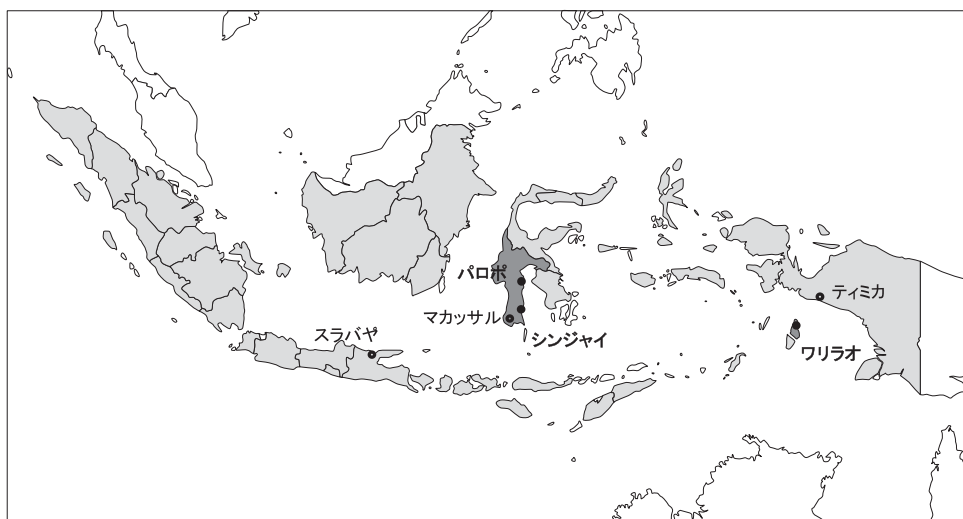 パロポ
ティミカ
マカッサル
スラバヤ
シンジャイ
ワリラオ